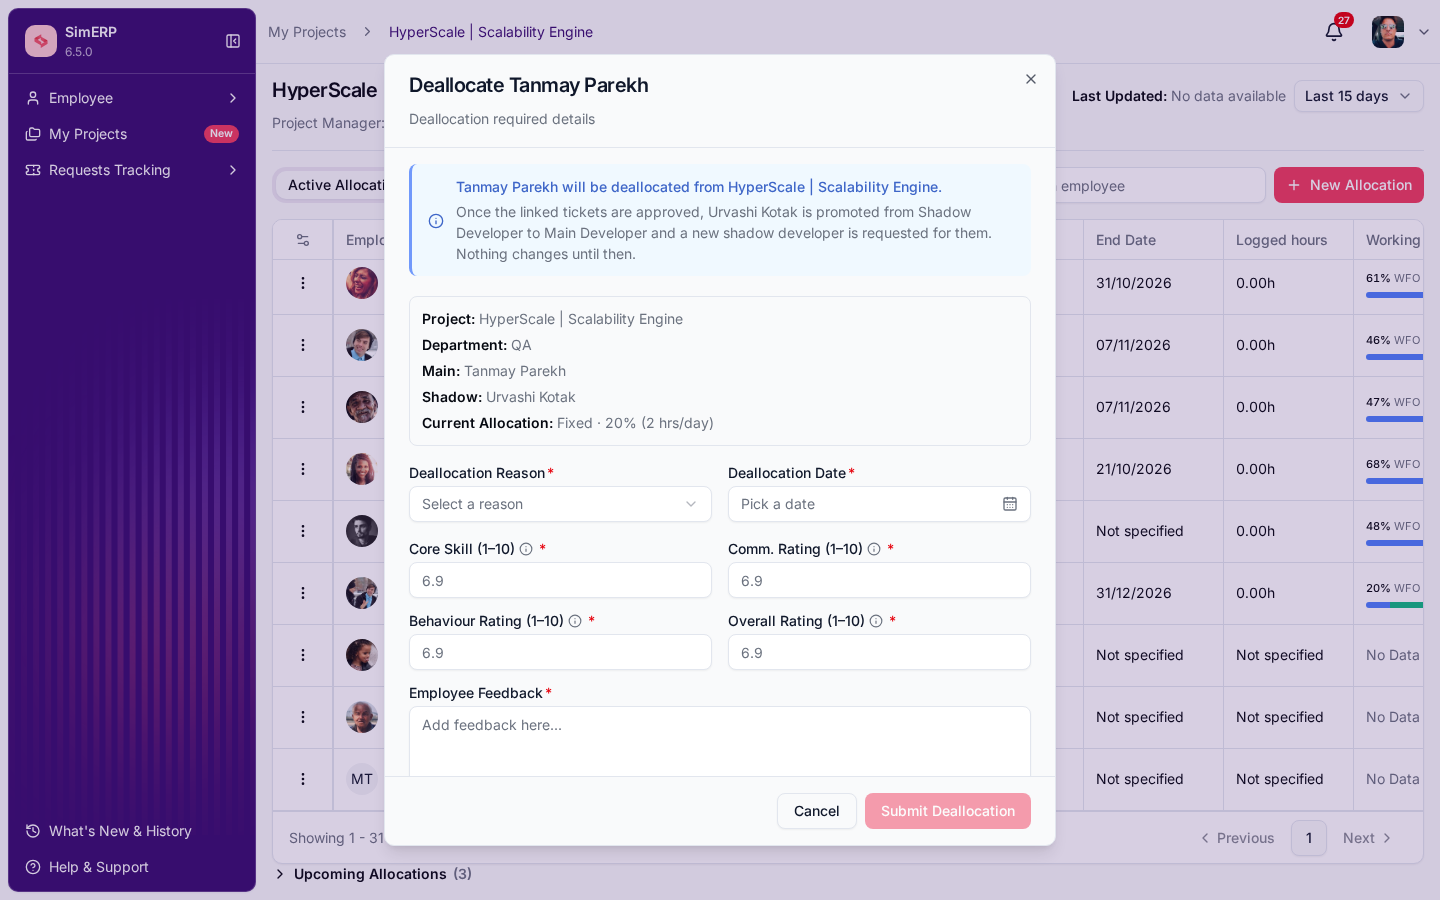 SimERP
6.5.0
Employee
My Projects
New
Requests Tracking
What's New & History
Help & Support
My Projects
HyperScale | Scalability Engine
27
HyperScale
Project Manager:
Last Updated: No data available
Last 15 days
Active Allocati
employee
New Allocation
Emplo
End Date
Logged hours
Working
31/10/2026
0.00h
61% WFO
07/11/2026
0.00h
46% WFO
07/11/2026
0.00h
47% WFO
21/10/2026
0.00h
68% WFO
Not specified
0.00h
48% WFO
31/12/2026
0.00h
20% WFO
Not specified
Not specified
No Data
Not specified
Not specified
No Data
MT
Not specified
Not specified
No Data
Showing 1 - 31
Previous
1
Next
Upcoming Allocations (3)
Deallocate Tanmay Parekh
Deallocation required details
Tanmay Parekh will be deallocated from HyperScale | Scalability Engine.
Once the linked tickets are approved, Urvashi Kotak is promoted from Shadow
Developer to Main Developer and a new shadow developer is requested for them.
Nothing changes until then.
Project: HyperScale | Scalability Engine
Department: QA
Main: Tanmay Parekh
Shadow: Urvashi Kotak
Current Allocation: Fixed · 20% (2 hrs/day)
Deallocation Reason*
Deallocation Date*
Select a reason
Pick a date
Core Skill (1–10) *
Comm. Rating (1–10) *
6.9
6.9
Behaviour Rating (1–10) *
Overall Rating (1–10) *
6.9
6.9
Employee Feedback*
Add feedback here...
Cancel
Submit Deallocation